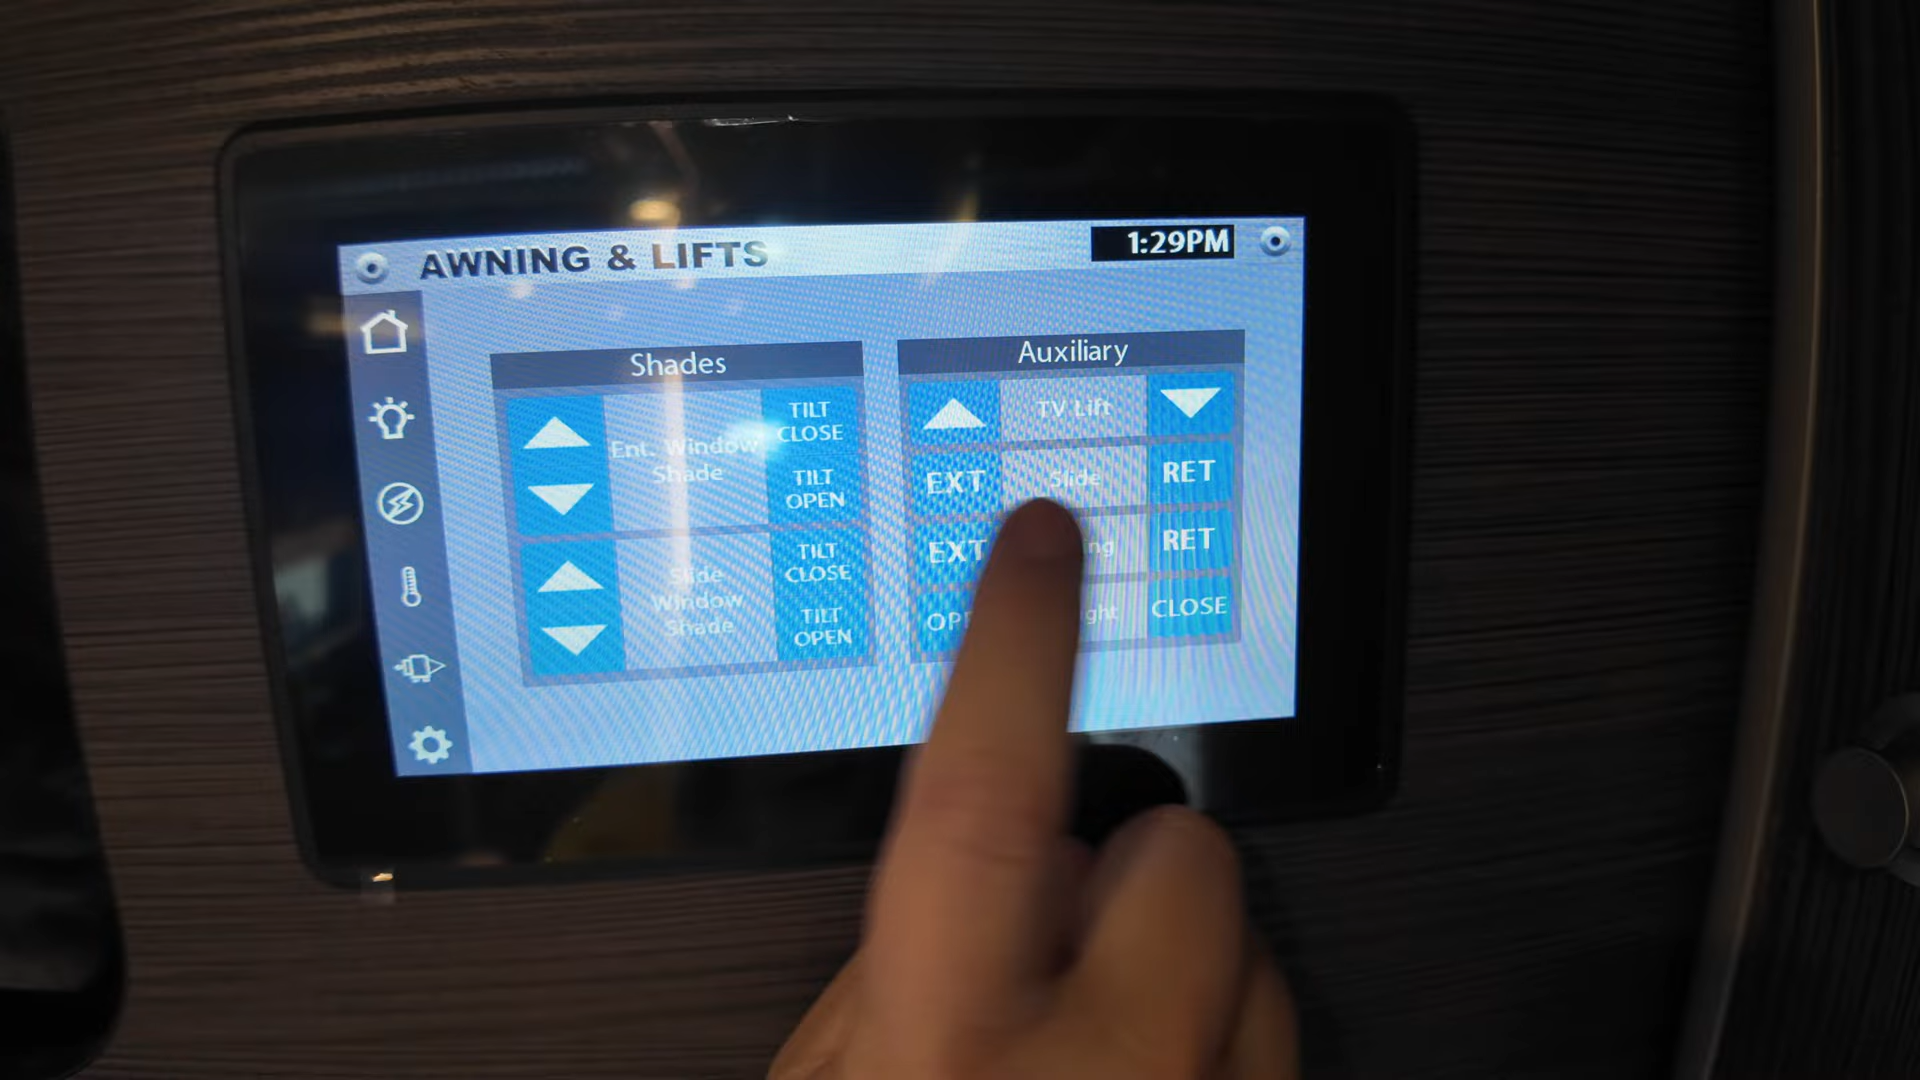 AWNING & LIFTS
1:29PM
Shades
Ent. Window
Shade
TILT
CLOSE
TILT
OPEN
Slide
Window
Shade
TILT
CLOSE
TILT
OPEN
Auxiliary
TV Lift
EXT
Slide
RET
EXT
RET
CLOSE